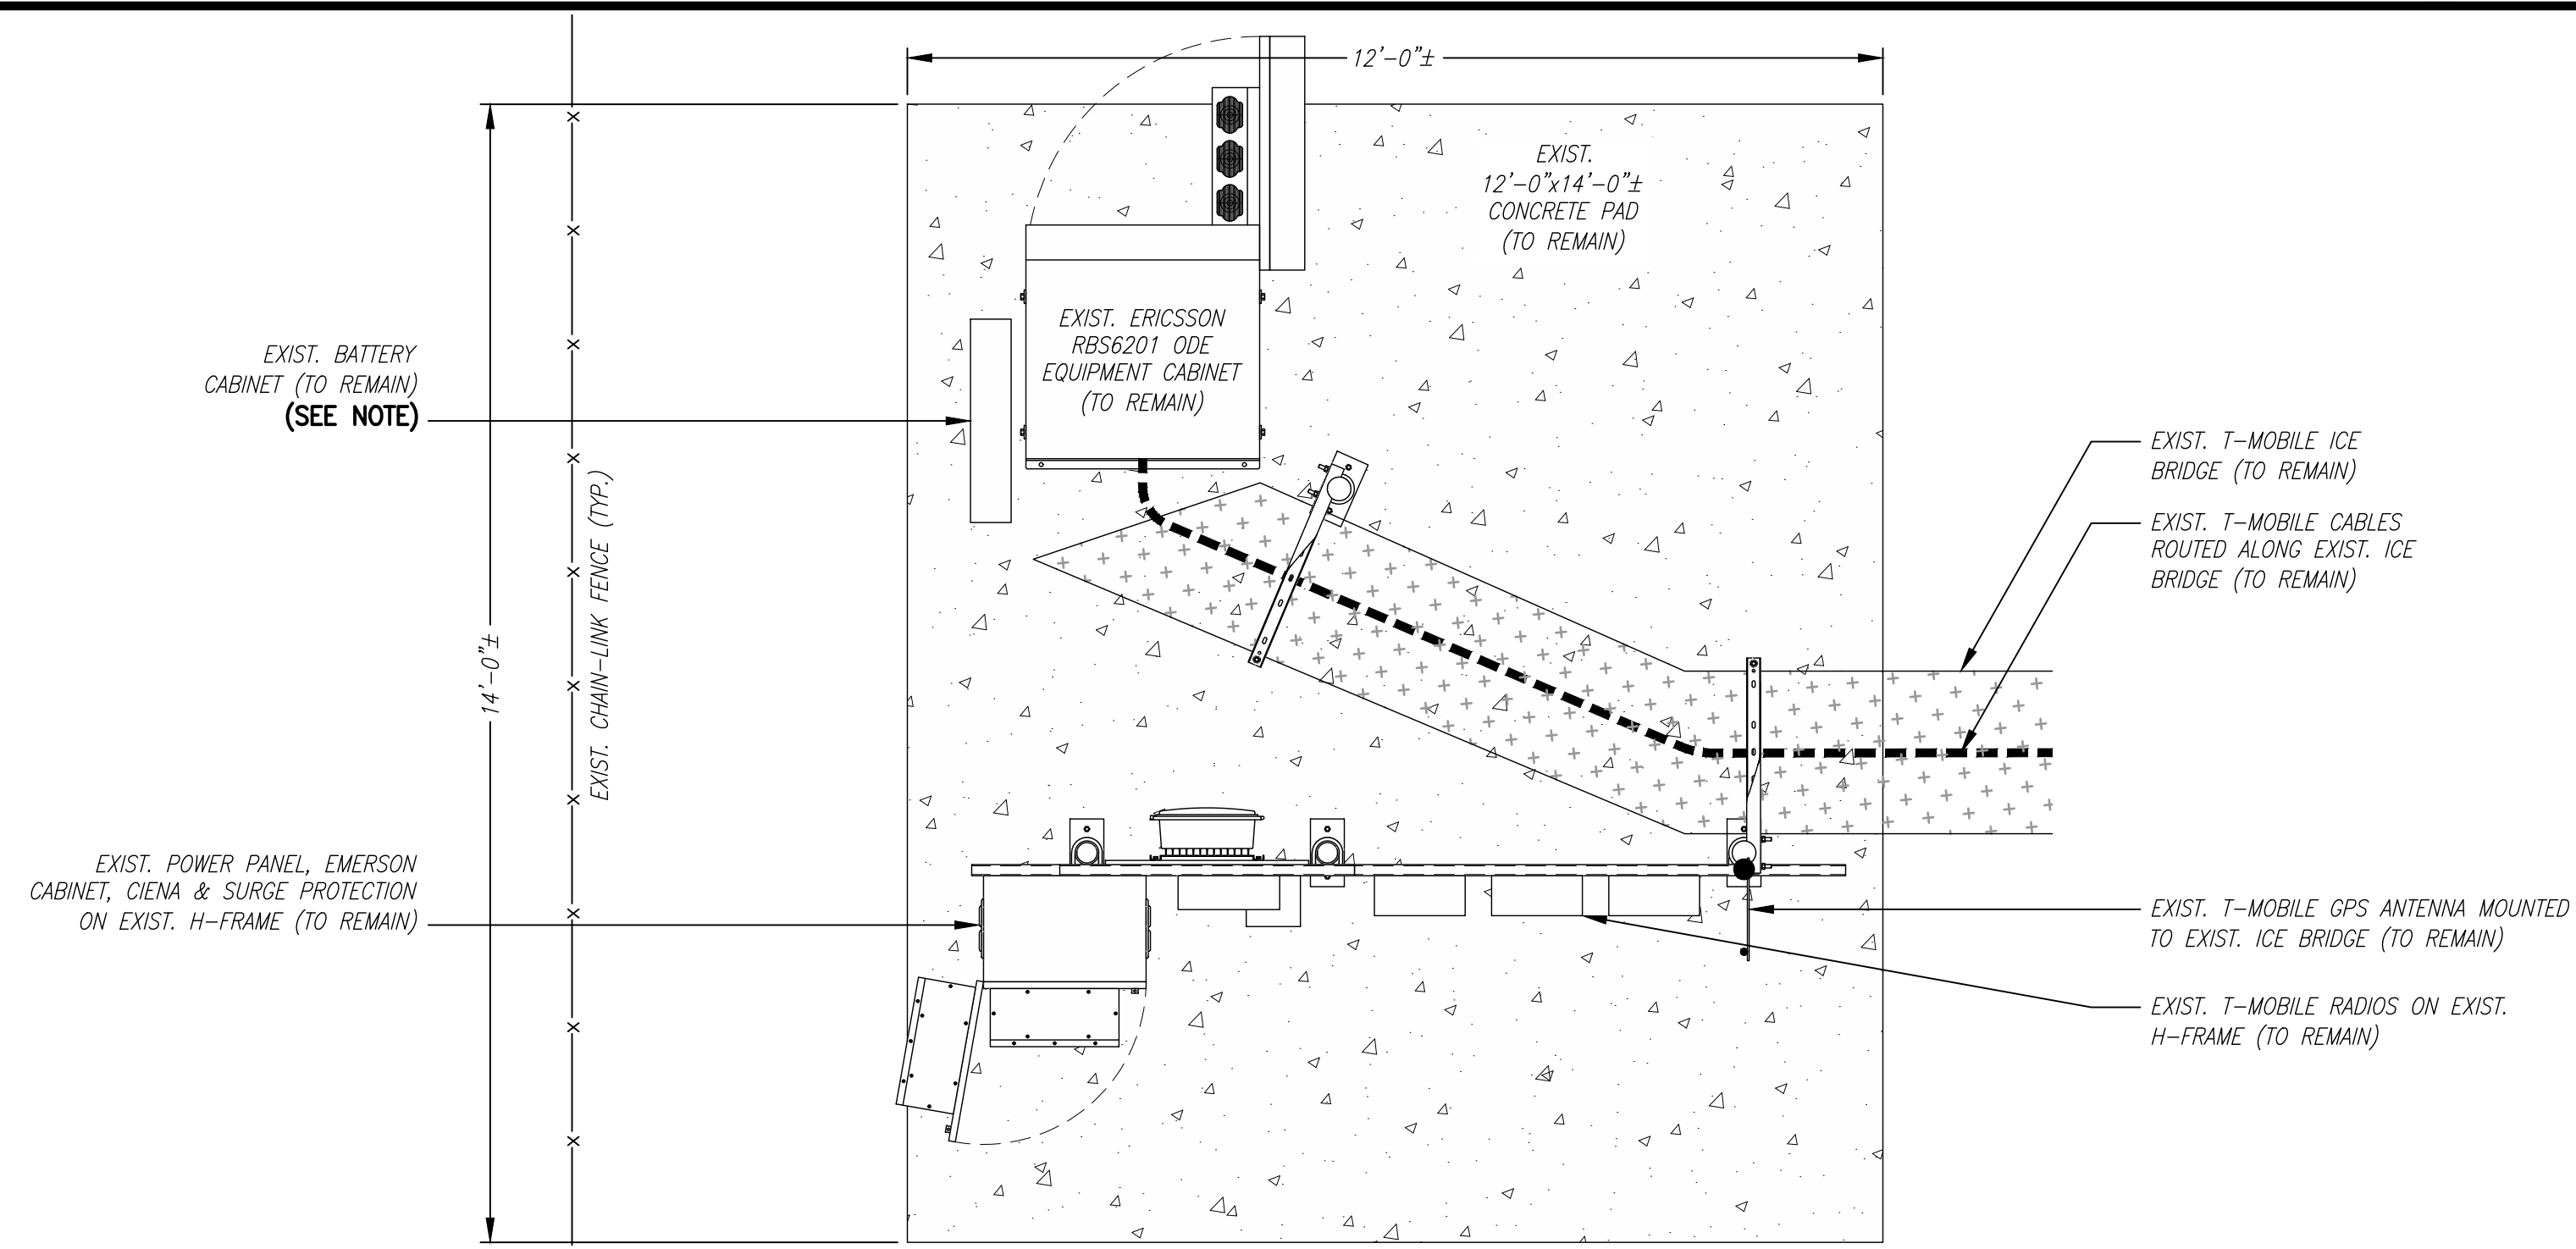 12'-0"±
EXIST.
12'-0"x14'-0"±
CONCRETE PAD
(TO REMAIN)
EXIST. ERICSSON
RBS6201 ODE
EQUIPMENT CABINET
(TO REMAIN)
EXIST. BATTERY
CABINET (TO REMAIN)
(SEE NOTE)
14'-0"±
EXIST. CHAIN-LINK FENCE (TYP.)
EXIST. T-MOBILE ICE
BRIDGE (TO REMAIN)
EXIST. T-MOBILE CABLES
ROUTED ALONG EXIST. ICE
BRIDGE (TO REMAIN)
EXIST. POWER PANEL, EMERSON
CABINET, CIENA & SURGE PROTECTION
ON EXIST. H-FRAME (TO REMAIN)
EXIST. T-MOBILE GPS ANTENNA MOUNTED
TO EXIST. ICE BRIDGE (TO REMAIN)
EXIST. T-MOBILE RADIOS ON EXIST.
H-FRAME (TO REMAIN)